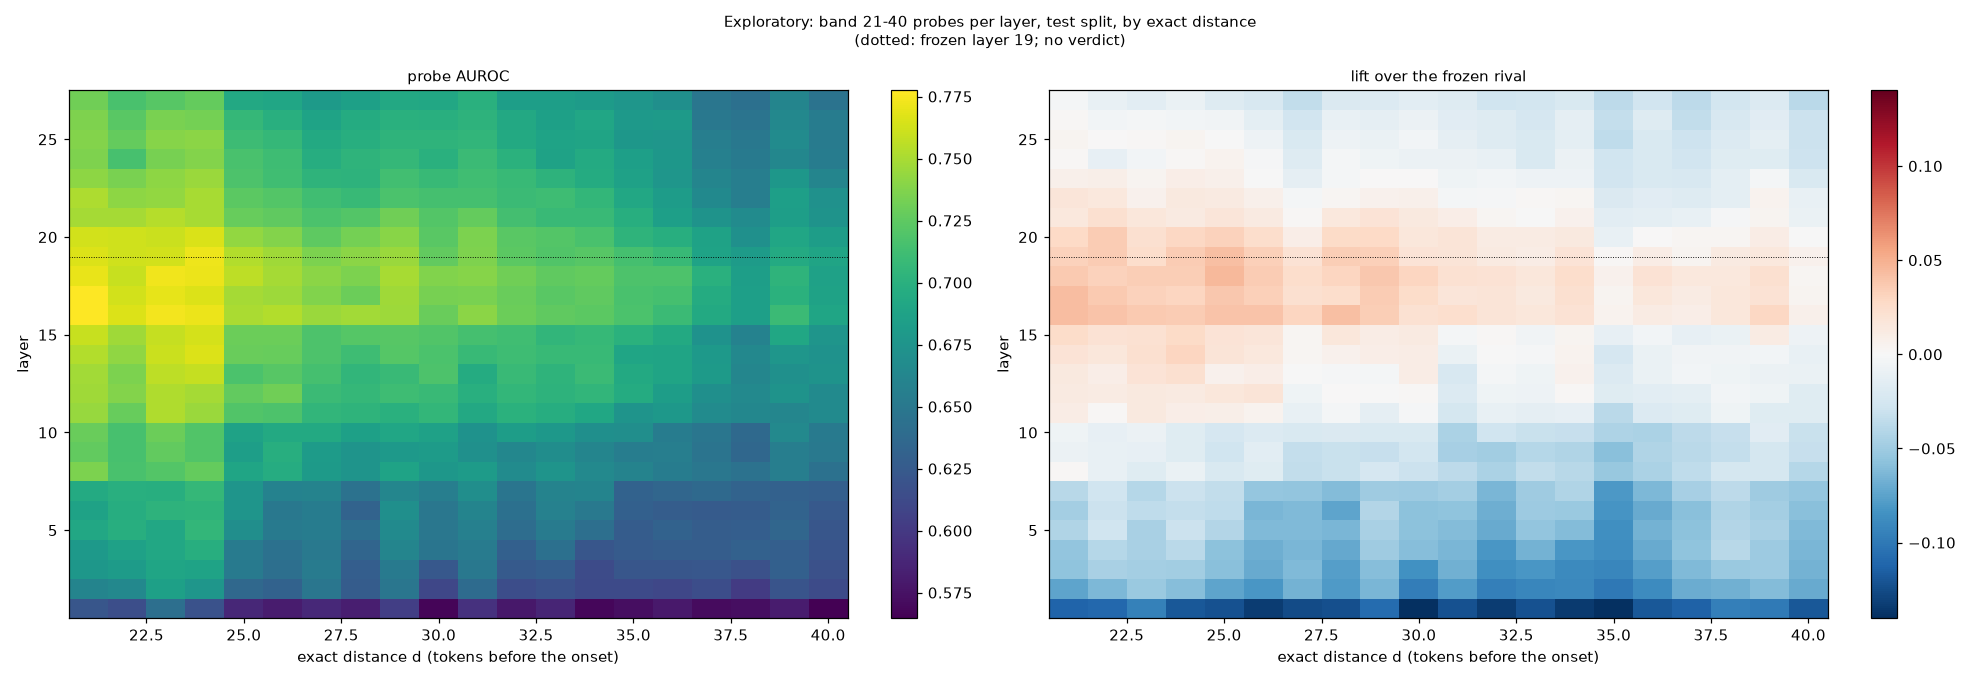 Exploratory: band 21-40 probes per layer, test split, by exact distance
(dotted: frozen layer 19; no verdict)
probe AUROC
25
20
15
10
5
layer
22.5 25.0 27.5 30.0 32.5 35.0 37.5 40.0
exact distance d (tokens before the onset)
0.775
0.750
0.725
0.700
0.675
0.650
0.625
0.600
0.575
lift over the frozen rival
25
20
15
10
5
layer
22.5 25.0 27.5 30.0 32.5 35.0 37.5 40.0
exact distance d (tokens before the onset)
0.10
0.05
0.00
−0.05
−0.10